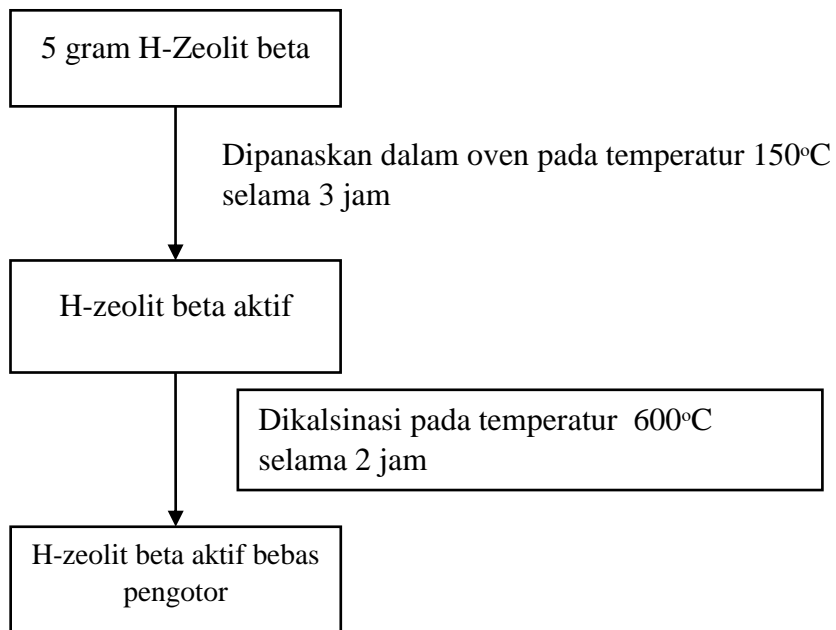 5 gram H-Zeolit beta
Dipanaskan dalam oven pada temperatur 150°C
selama 3 jam
H-zeolit beta aktif
Dikalsinasi pada temperatur 600°C
selama 2 jam
H-zeolit beta aktif bebas
pengotor